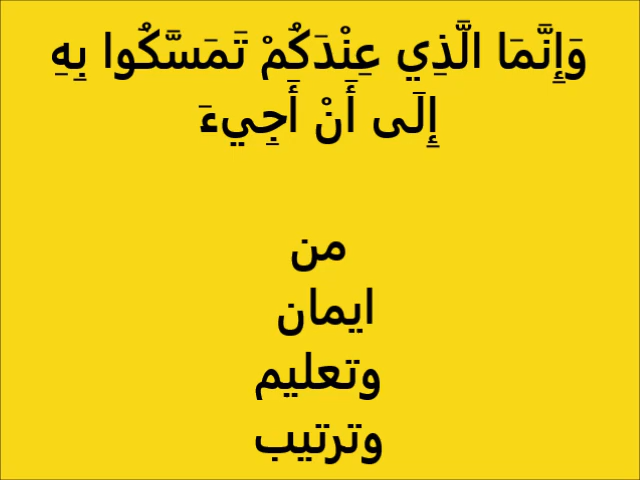 وَإِنَّمَا الَّذِي عِنْدَكُمْ تَمَسَّكُوا بِهِ
إِلَى أَنْ أَجِيءَ
من
ايمان
وتعليم
وترتيب